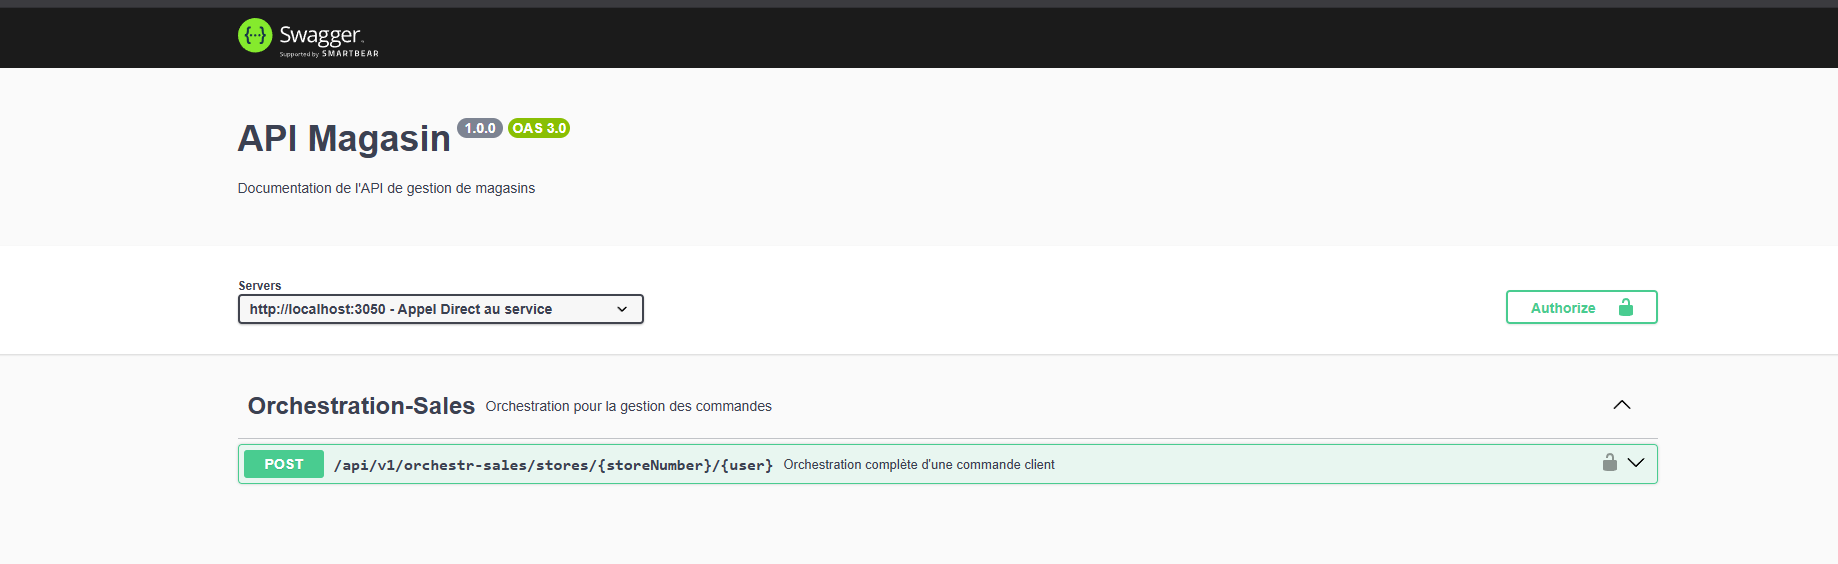 {···} Swagger
Supported by SMARTBEAR
API Magasin 1.0.0 OAS 3.0
Documentation de l'API de gestion de magasins
Servers
http://localhost:3050 - Appel Direct au service
Authorize
Orchestration-Sales Orchestration pour la gestion des commandes
POST /api/v1/orchestr-sales/stores/{storeNumber}/{user} Orchestration complète d'une commande client